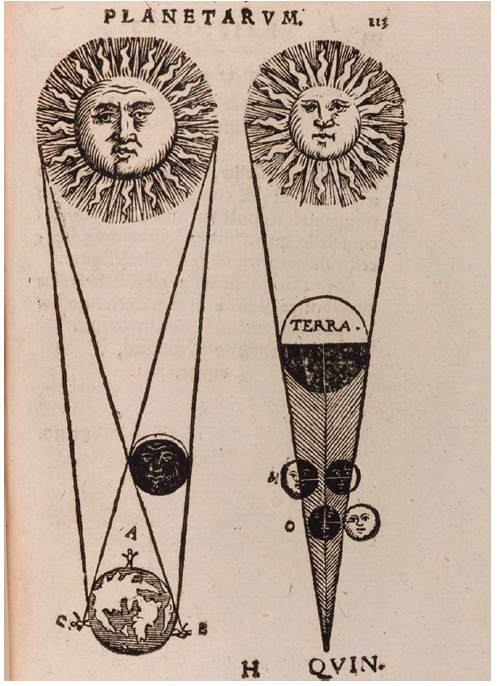 PLANETARVM. 113
TERRA.
M
O
A
C B
H QVIN.